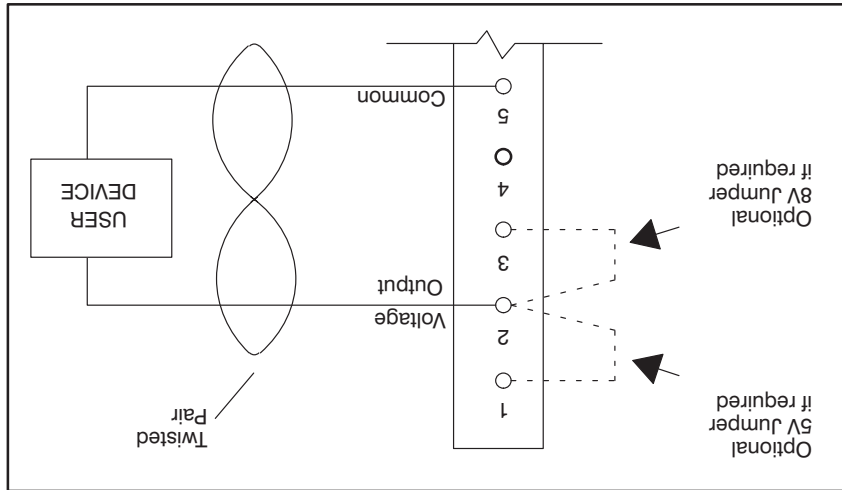 Optional
5V Jumper
if required
Twisted
Pair
1
2
Voltage
Output
Optional
8V Jumper
if required
3
USER
DEVICE
4
5
Common